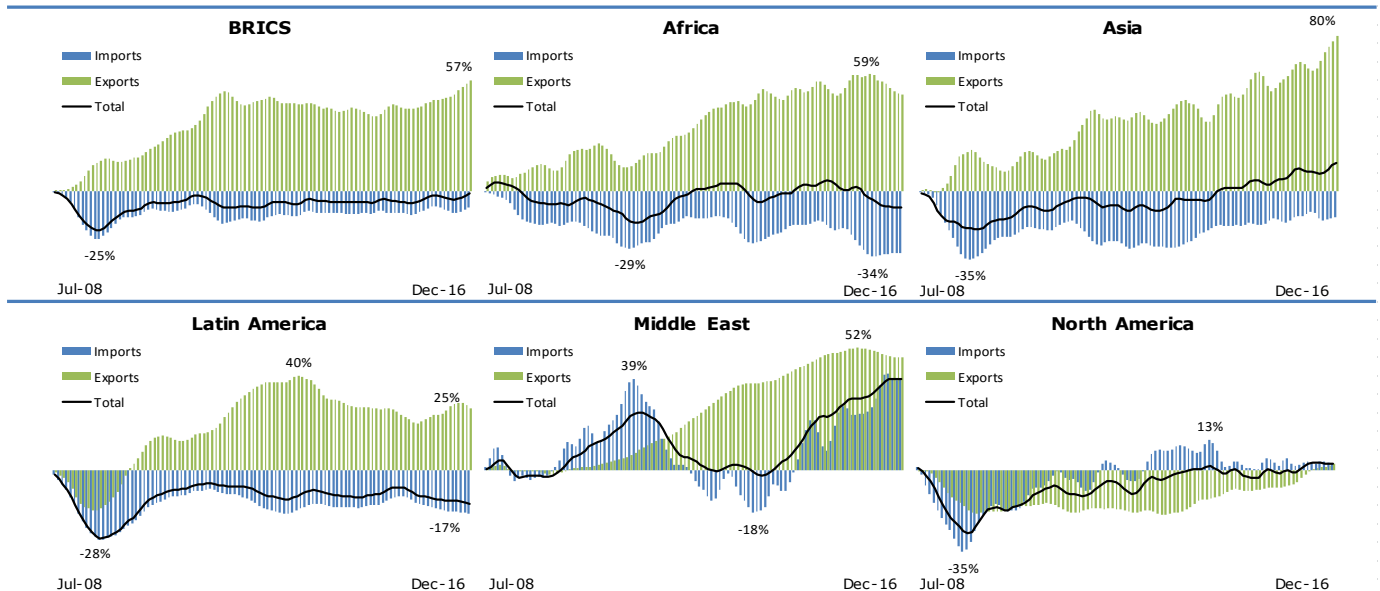 BRICS
Imports
Exports
Total
57%
-25%
Jul-08
Dec-16
Africa
Imports
Exports
Total
59%
-29%
-34%
Jul-08
Dec-16
Asia
Imports
Exports
Total
80%
-35%
Jul-08
Dec-16
Latin America
Imports
Exports
Total
40%
25%
-28%
-17%
Jul-08
Dec-16
Middle East
Imports
Exports
Total
39%
52%
-18%
Jul-08
Dec-16
North America
Imports
Exports
Total
13%
-35%
Jul-08
Dec-16